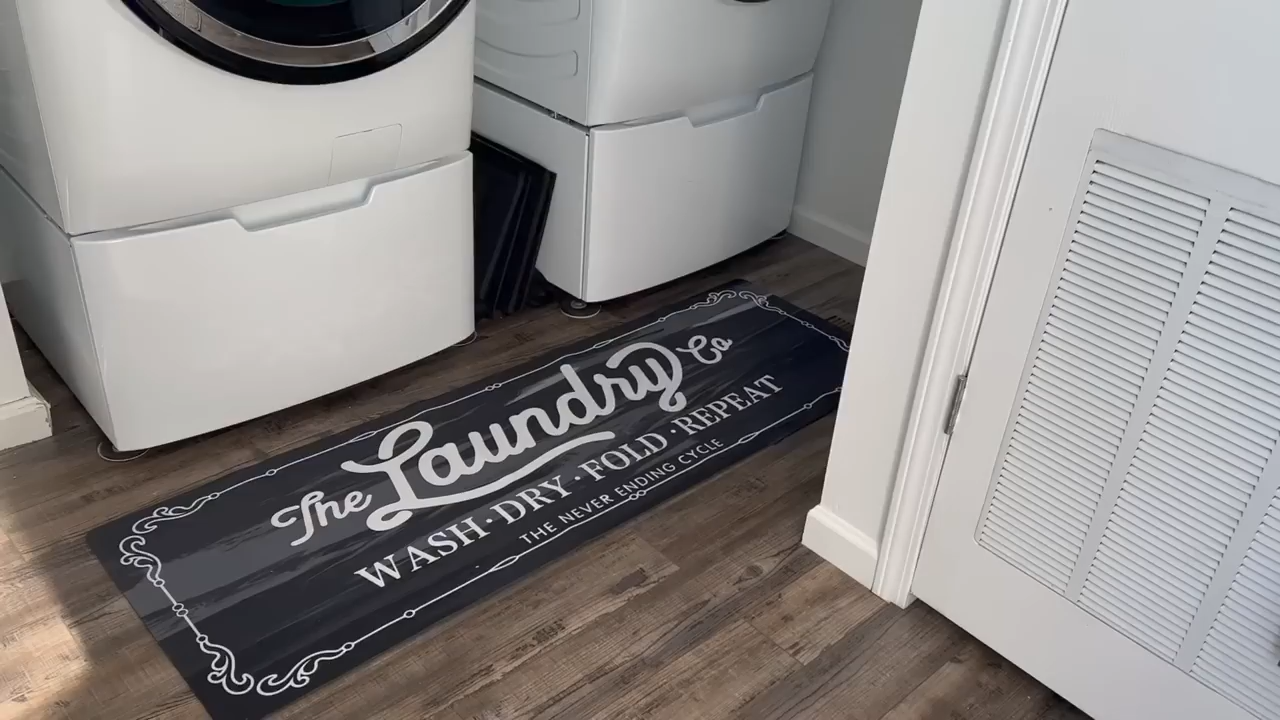 The Laundry Co
WASH·DRY·FOLD·REPEAT
THE NEVER ENDING CYCLE